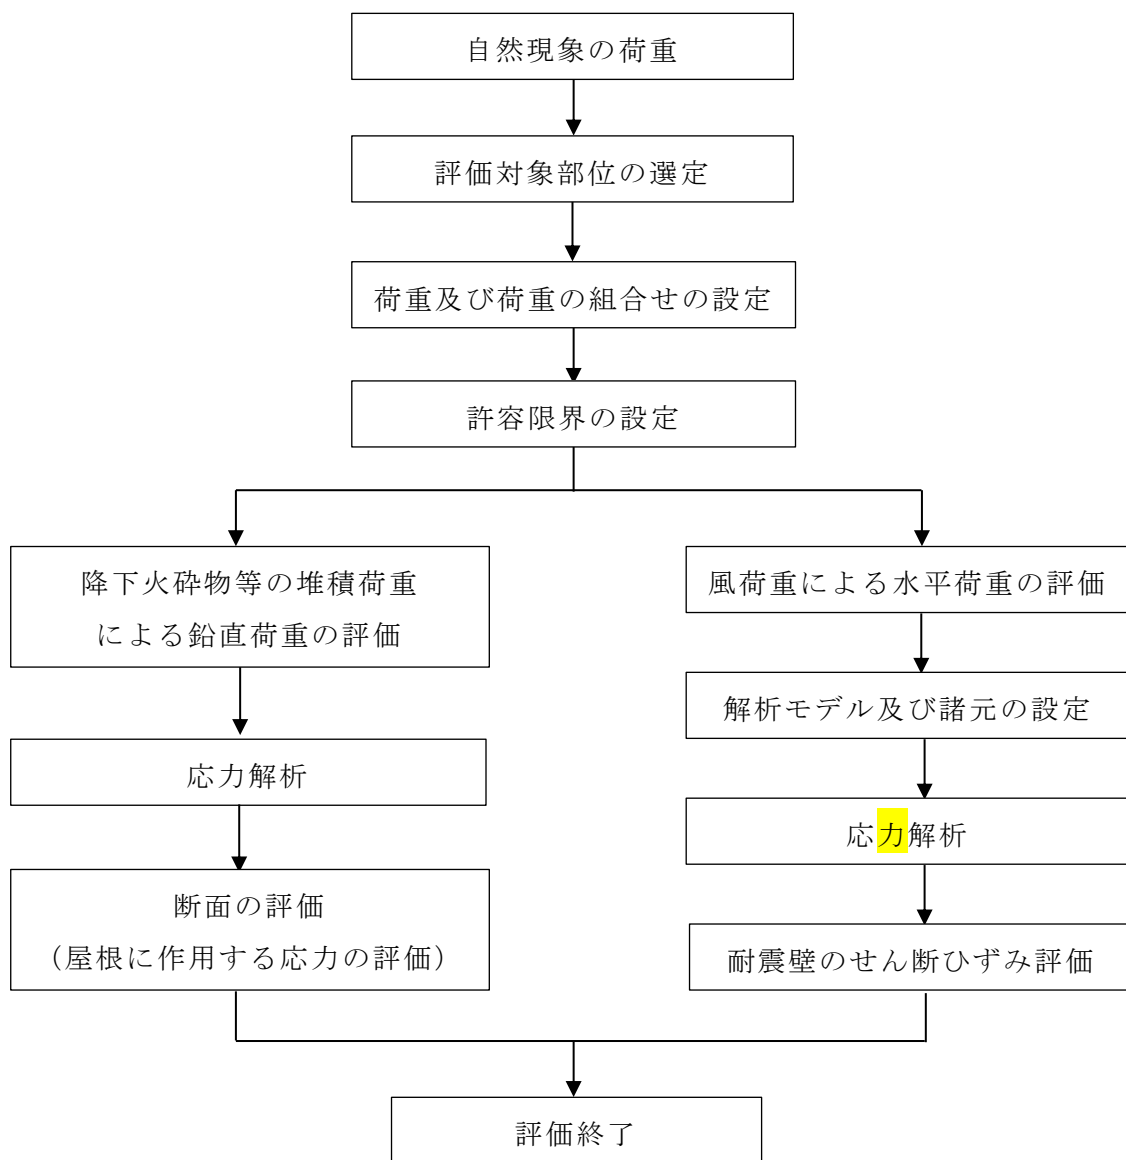 自然現象の荷重
評価対象部位の選定
荷重及び荷重の組合せの設定
許容限界の設定
降下火砕物等の堆積荷重
による鉛直荷重の評価
応力解析
断面の評価
（屋根に作用する応力の評価）
風荷重による水平荷重の評価
解析モデル及び諸元の設定
応力解析
耐震壁のせん断ひずみ評価
評価終了